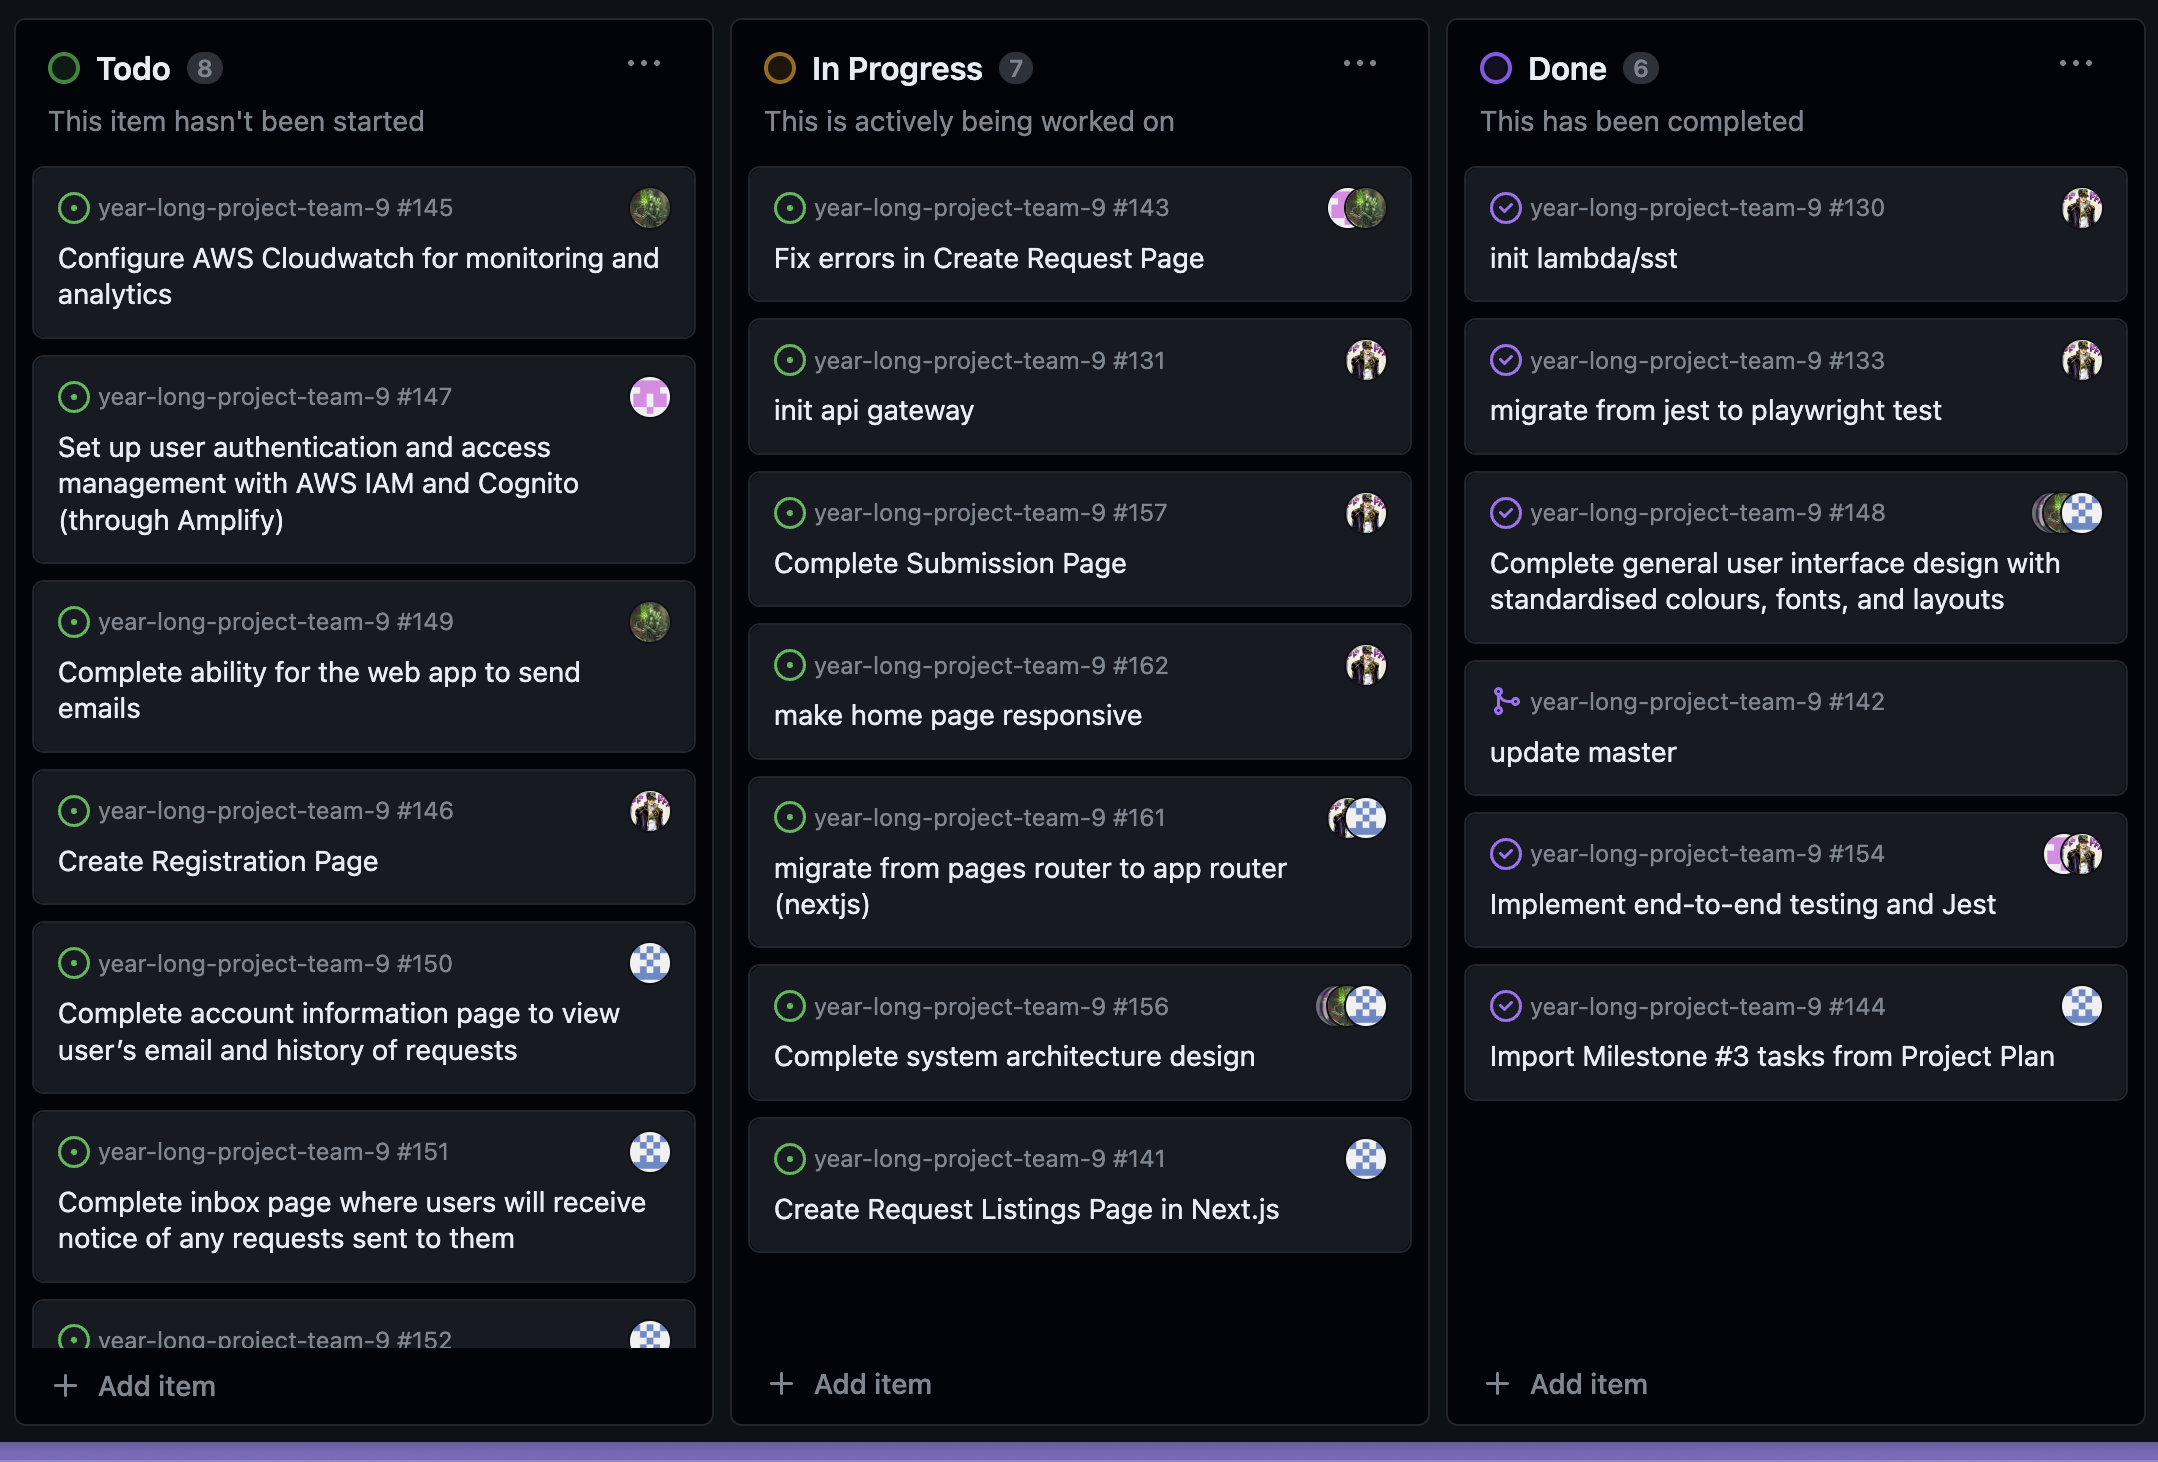 Todo 8
This item hasn't been started
year-long-project-team-9 #145
Configure AWS Cloudwatch for monitoring and
analytics
year-long-project-team-9 #147
Set up user authentication and access
management with AWS IAM and Cognito
(through Amplify)
year-long-project-team-9 #149
Complete ability for the web app to send
emails
year-long-project-team-9 #146
Create Registration Page
year-long-project-team-9 #150
Complete account information page to view
user’s email and history of requests
year-long-project-team-9 #151
Complete inbox page where users will receive
notice of any requests sent to them
year-long-project-team-9 #152
Add item
In Progress 7
This is actively being worked on
year-long-project-team-9 #143
Fix errors in Create Request Page
year-long-project-team-9 #131
init api gateway
year-long-project-team-9 #157
Complete Submission Page
year-long-project-team-9 #162
make home page responsive
year-long-project-team-9 #161
migrate from pages router to app router
(nextjs)
year-long-project-team-9 #156
Complete system architecture design
year-long-project-team-9 #141
Create Request Listings Page in Next.js
Add item
Done 6
This has been completed
year-long-project-team-9 #130
init lambda/sst
year-long-project-team-9 #133
migrate from jest to playwright test
year-long-project-team-9 #148
Complete general user interface design with
standardised colours, fonts, and layouts
year-long-project-team-9 #142
update master
year-long-project-team-9 #154
Implement end-to-end testing and Jest
year-long-project-team-9 #144
Import Milestone #3 tasks from Project Plan
Add item